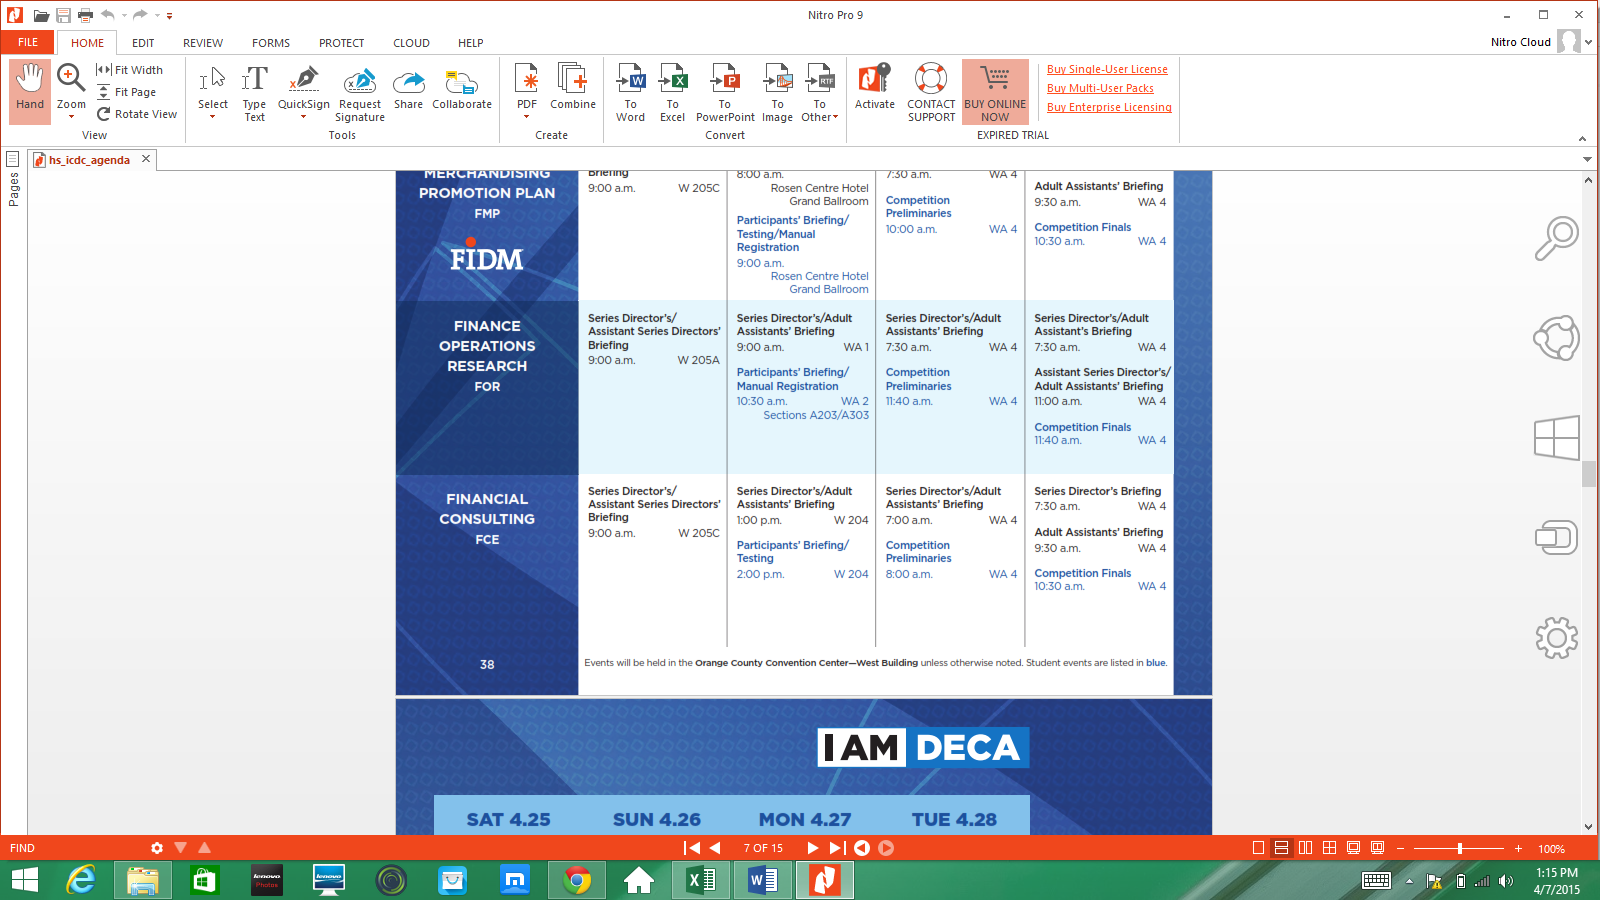 Nitro Pro 9
FILE HOME EDIT REVIEW FORMS PROTECT CLOUD HELP
Nitro Cloud
Hand
Zoom
Fit Width
Fit Page
Rotate View
View
Select
Type Text
QuickSign
Request Signature
Share
Collaborate
Tools
PDF
Combine
Create
To Word
To Excel
To PowerPoint
To Image
To Other
Convert
Activate
CONTACT SUPPORT
BUY ONLINE NOW
Buy Single-User License
Buy Multi-User Packs
Buy Enterprise Licensing
EXPIRED TRIAL
Pages
hs_icdc_agenda
MERCHANDISING
PROMOTION PLAN
FMP
FIDM
Briefing
9:00 a.m. W 205C
8:00 a.m.
Rosen Centre Hotel
Grand Ballroom
Participants' Briefing/
Testing/Manual
Registration
9:00 a.m.
Rosen Centre Hotel
Grand Ballroom
7:30 a.m. WA 4
Competition
Preliminaries
10:00 a.m. WA 4
Adult Assistants' Briefing
9:30 a.m. WA 4
Competition Finals
10:30 a.m. WA 4
FINANCE
OPERATIONS
RESEARCH
FOR
Series Director's/
Assistant Series Directors'
Briefing
9:00 a.m. W 205A
Series Director's/Adult
Assistants' Briefing
9:00 a.m. WA 1
Participants' Briefing/
Manual Registration
10:30 a.m. WA 2
Sections A203/A303
Series Director's/Adult
Assistants' Briefing
7:30 a.m. WA 4
Competition
Preliminaries
11:40 a.m. WA 4
Series Director's/Adult
Assistant's Briefing
7:30 a.m. WA 4
Assistant Series Director's/
Adult Assistants' Briefing
11:00 a.m. WA 4
Competition Finals
11:40 a.m. WA 4
FINANCIAL
CONSULTING
FCE
Series Director's/
Assistant Series Directors'
Briefing
9:00 a.m. W 205C
Series Director's/Adult
Assistants' Briefing
1:00 p.m. W 204
Participants' Briefing/
Testing
2:00 p.m. W 204
Series Director's/Adult
Assistants' Briefing
7:00 a.m. WA 4
Competition
Preliminaries
8:00 a.m. WA 4
Series Director's Briefing
7:30 a.m. WA 4
Adult Assistants' Briefing
9:30 a.m. WA 4
Competition Finals
10:30 a.m. WA 4
38
Events will be held in the Orange County Convention Center—West Building unless otherwise noted. Student events are listed in blue.
I AM DECA
SAT 4.25 SUN 4.26 MON 4.27 TUE 4.28
FIND
7 OF 15
100%
lenovo
Photos
lenovo
1:15 PM
4/7/2015